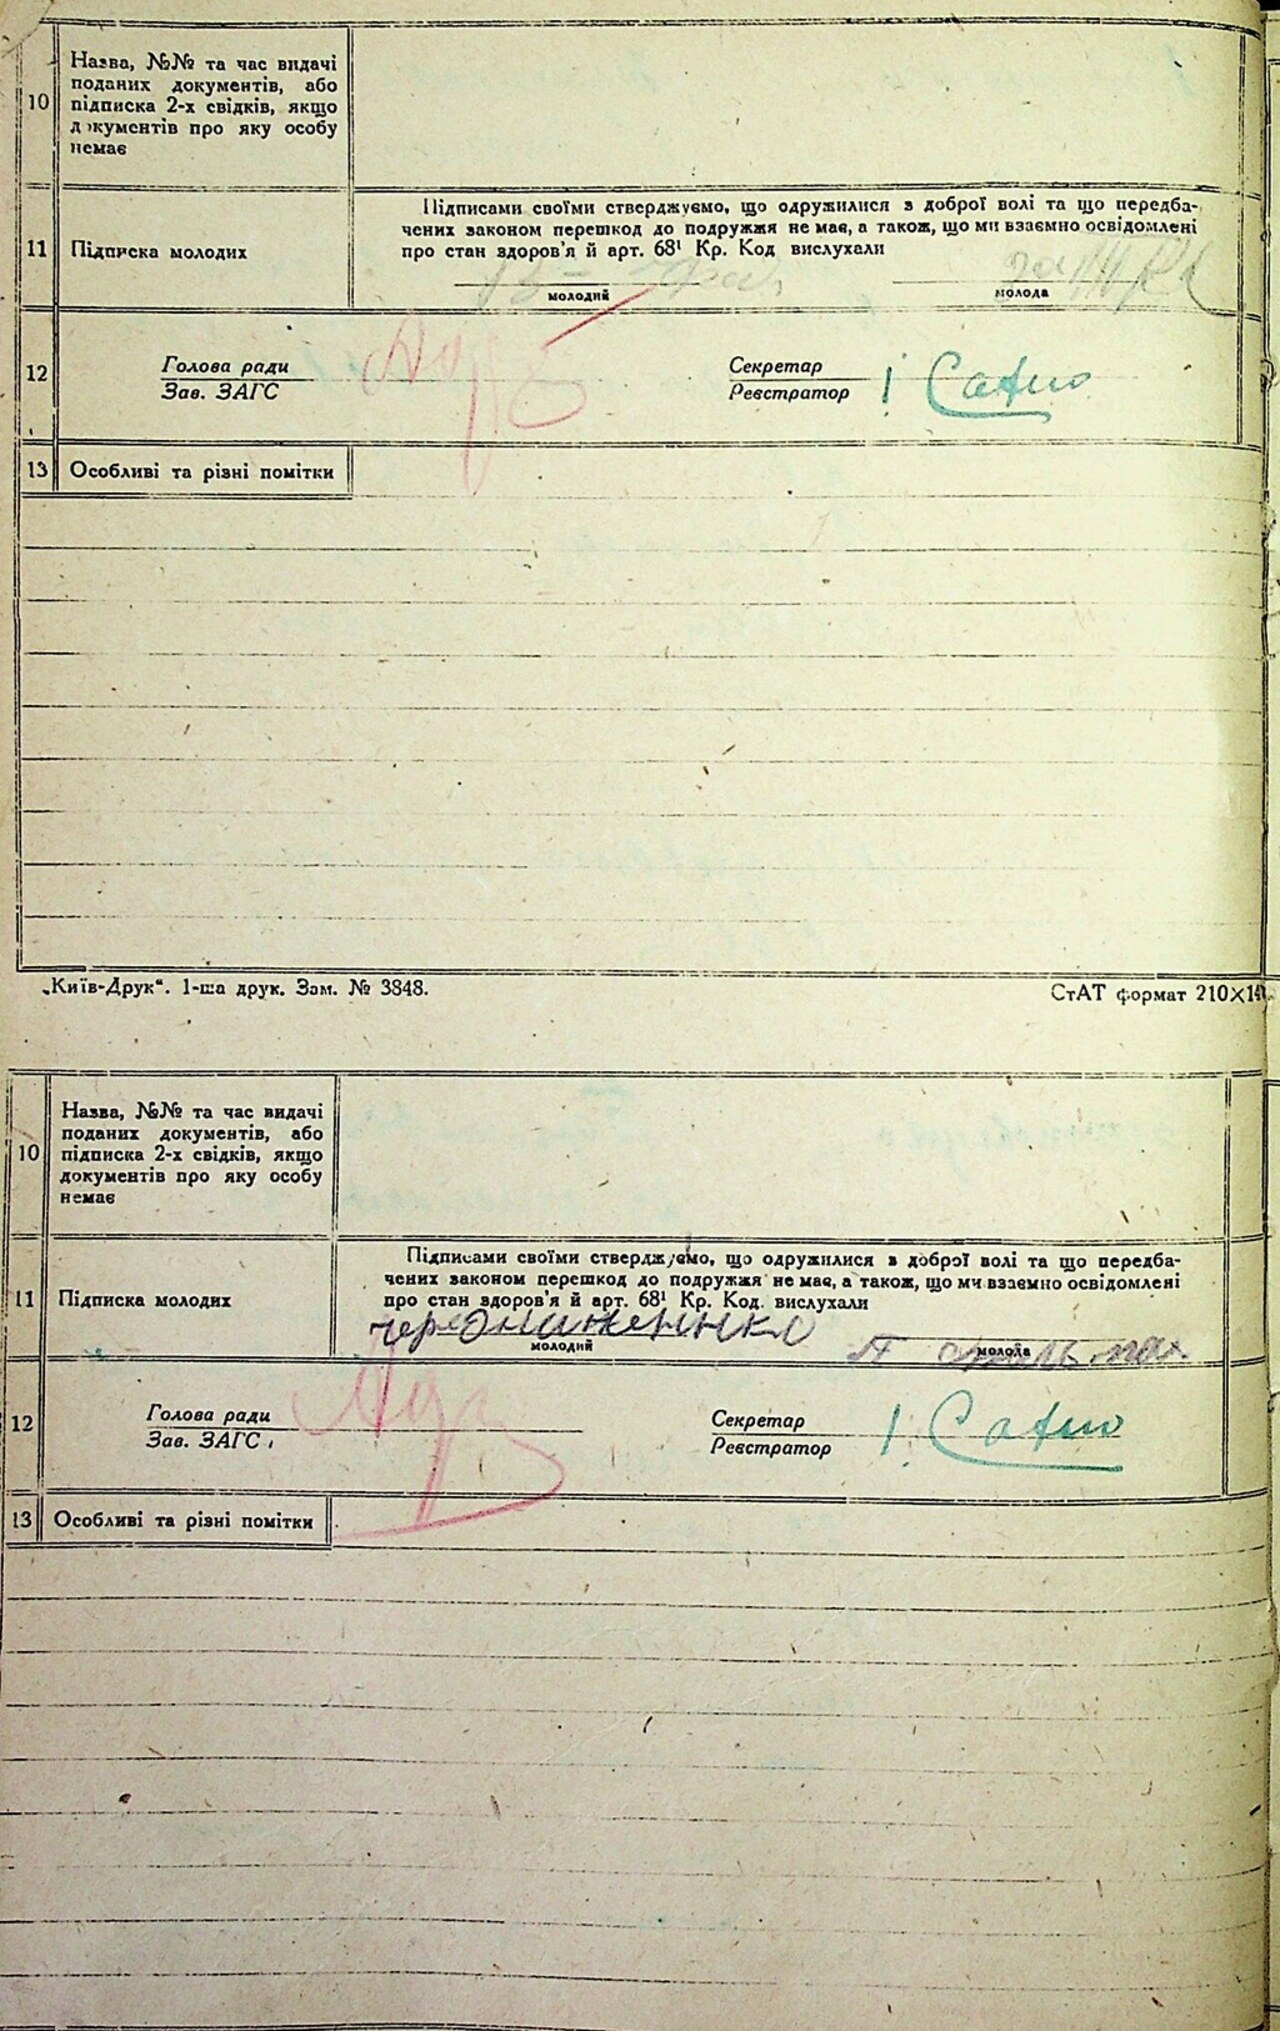 10
Назва, №№ та час видачі
поданих документів, або
підписка 2-х свідків, якщо
документів про яку особу
немає
11
Підписка молодих
Підписами своїми стверджуємо, що одружилися з доброї волі та що передба-
чених законом перешкод до подружжя не має, а також, що ми взаємно освідомлені
про стан здоров'я й арт. 68¹ Кр. Код вислухали
молодий
молода
12
Голова ради
Зав. ЗАГС
Секретар
Реєстратор
13
Особливі та різні помітки
„Київ-Друк“. 1-ша друк. Зам. № 3848.
СтАТ формат 210×14
10
Назва, №№ та час видачі
поданих документів, або
підписка 2-х свідків, якщо
документів про яку особу
немає
11
Підписка молодих
Підписами своїми стверджуємо, що одружилися з доброї волі та що передба-
чених законом перешкод до подружжя не має, а також, що ми взаємно освідомлені
про стан здоров'я й арт. 68¹ Кр. Код. вислухали
молодий
молода
12
Голова ради
Зав. ЗАГС
Секретар
Реєстратор
13
Особливі та різні помітки